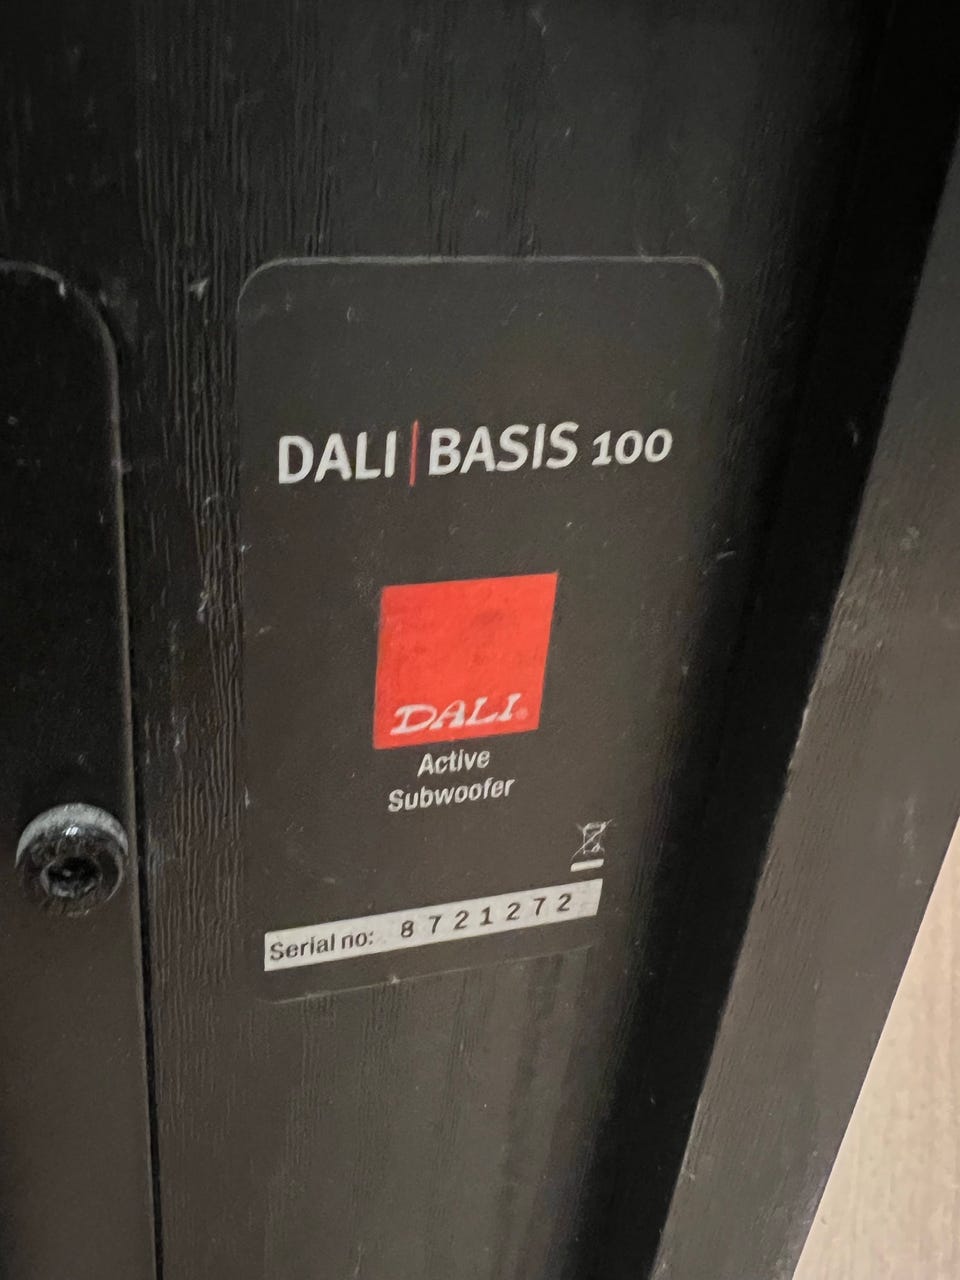 DALI|BASIS 100
DALI®
Active
Subwoofer
Serial no: 8721272